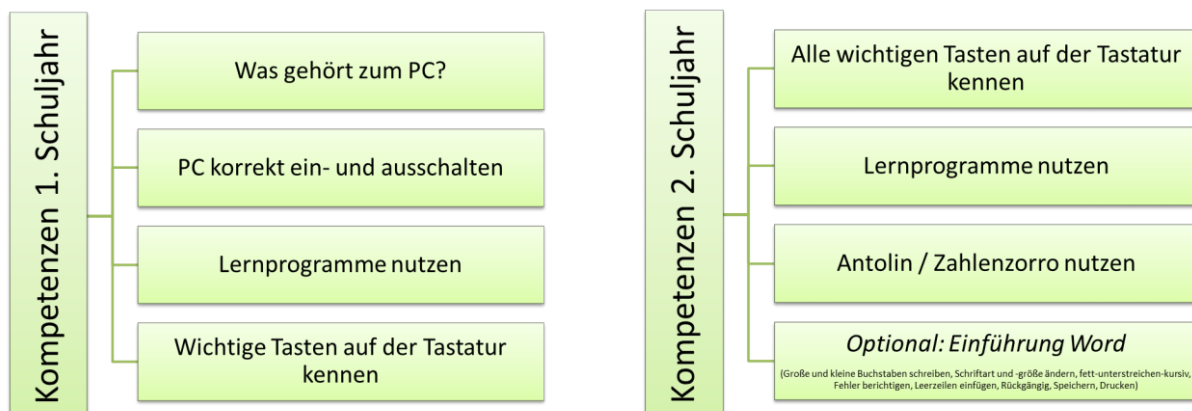 Kompetenzen 1. Schuljahr
Was gehört zum PC?
PC korrekt ein- und ausschalten
Lernprogramme nutzen
Wichtige Tasten auf der Tastatur
kennen
Kompetenzen 2. Schuljahr
Alle wichtigen Tasten auf der Tastatur
kennen
Lernprogramme nutzen
Antolin / Zahlenzorro nutzen
Optional: Einführung Word
(Große und kleine Buchstaben schreiben, Schriftart und -größe ändern, fett-unterstreichen-kursiv,
Fehler berichtigen, Leerzeilen einfügen, Rückgängig, Speichern, Drucken)